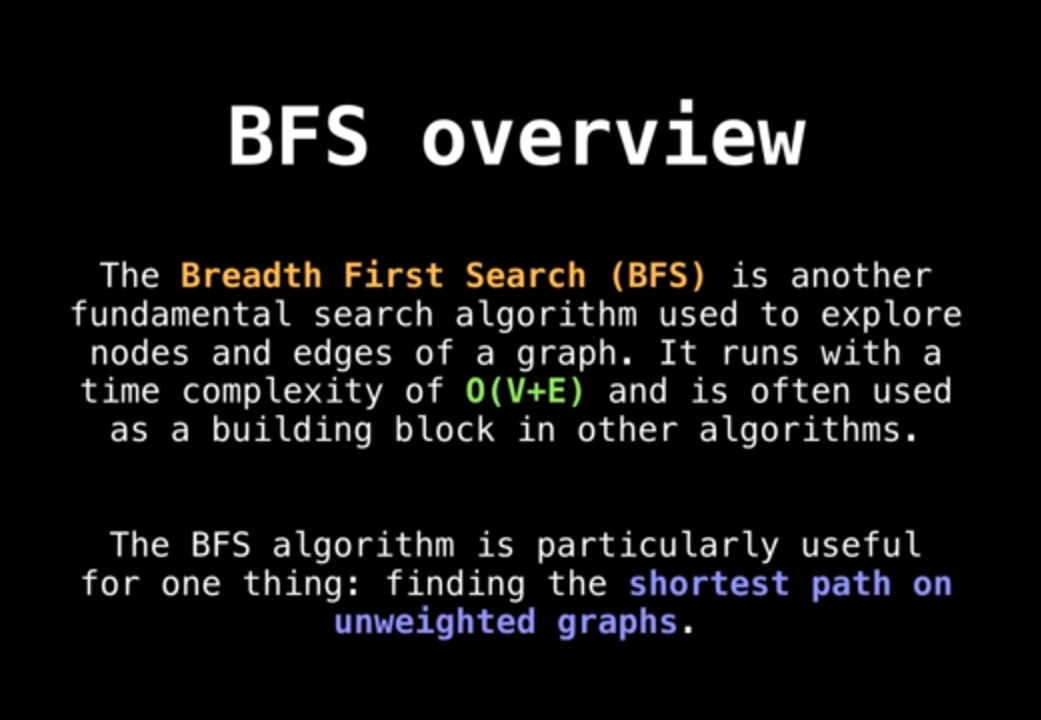 BFS overview
The Breadth First Search (BFS) is another
fundamental search algorithm used to explore
nodes and edges of a graph. It runs with a
time complexity of O(V+E) and is often used
as a building block in other algorithms.
The BFS algorithm is particularly useful
for one thing: finding the shortest path on
unweighted graphs.